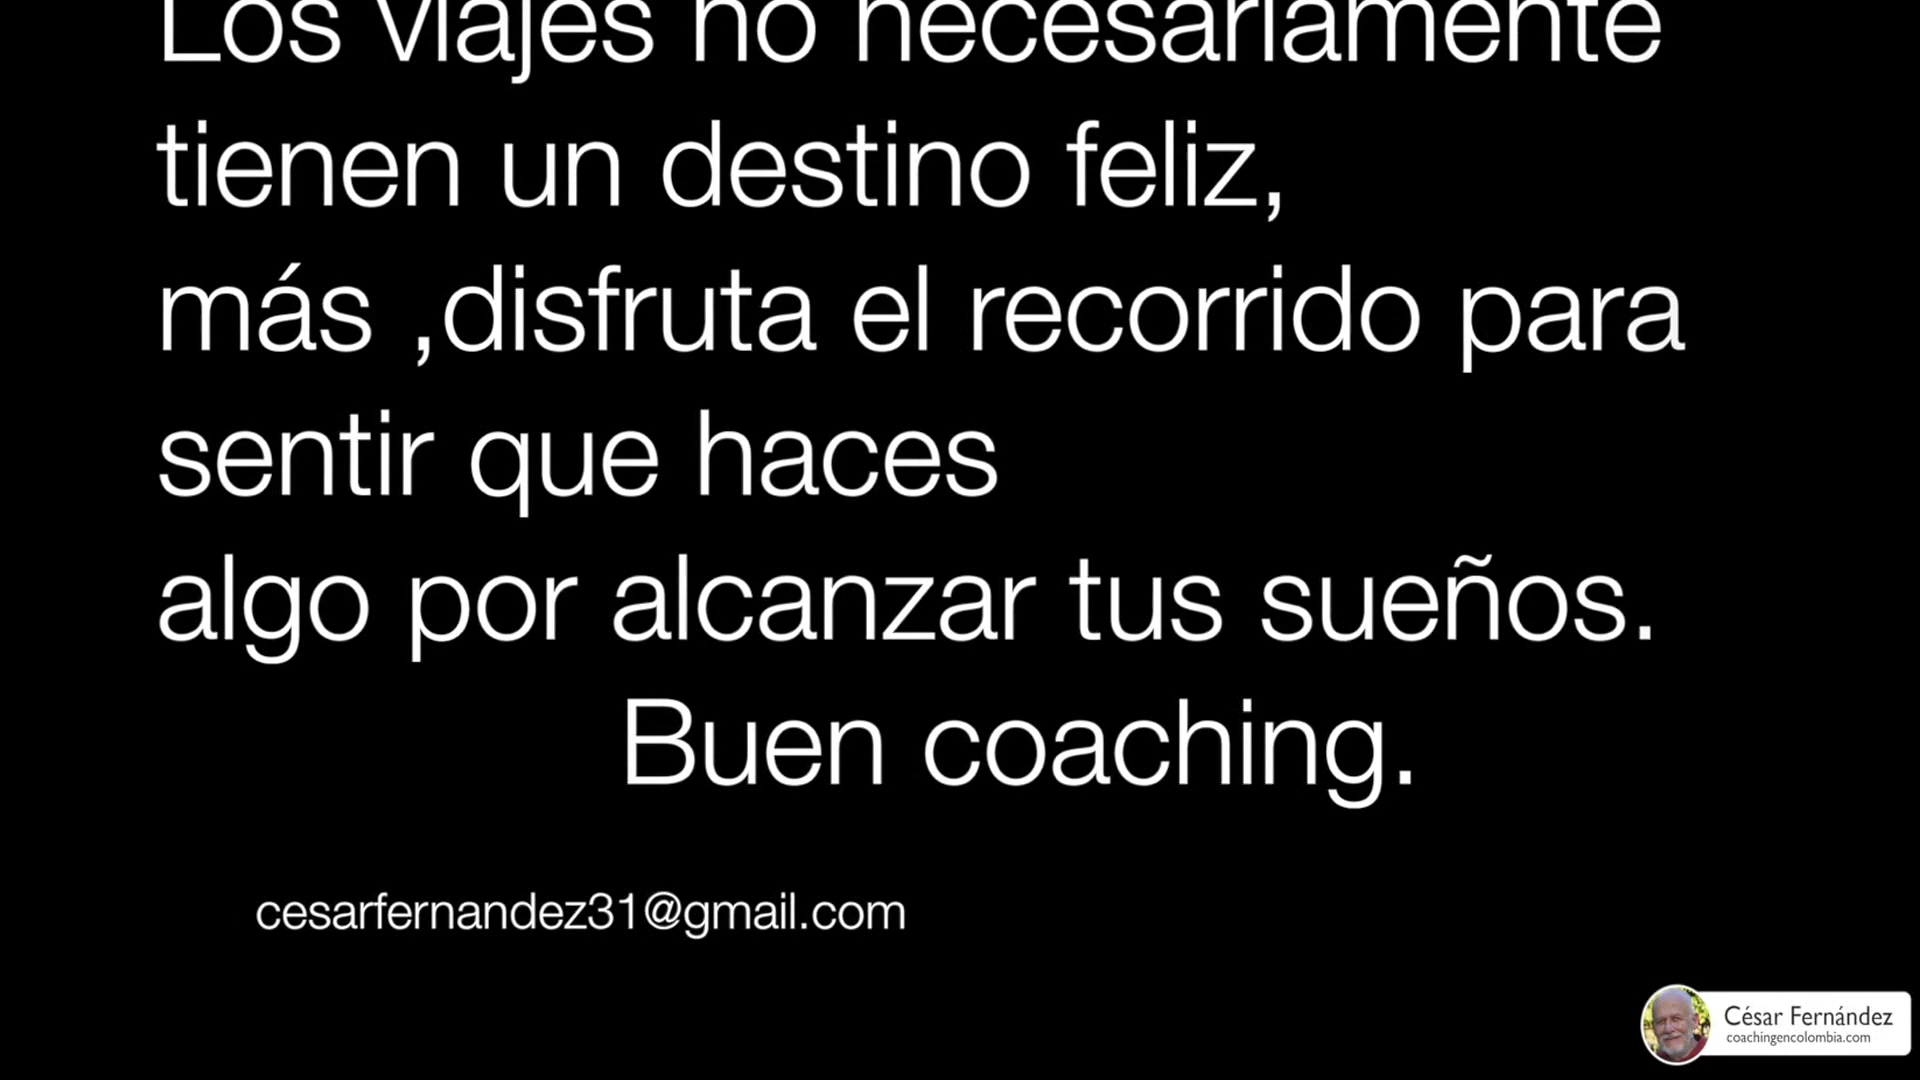 Los viajes no necesariamente
tienen un destino feliz,
más ,disfruta el recorrido para
sentir que haces
algo por alcanzar tus sueños.
Buen coaching.
cesarfernandez31@gmail.com
César Fernández
coachingencolombia.com